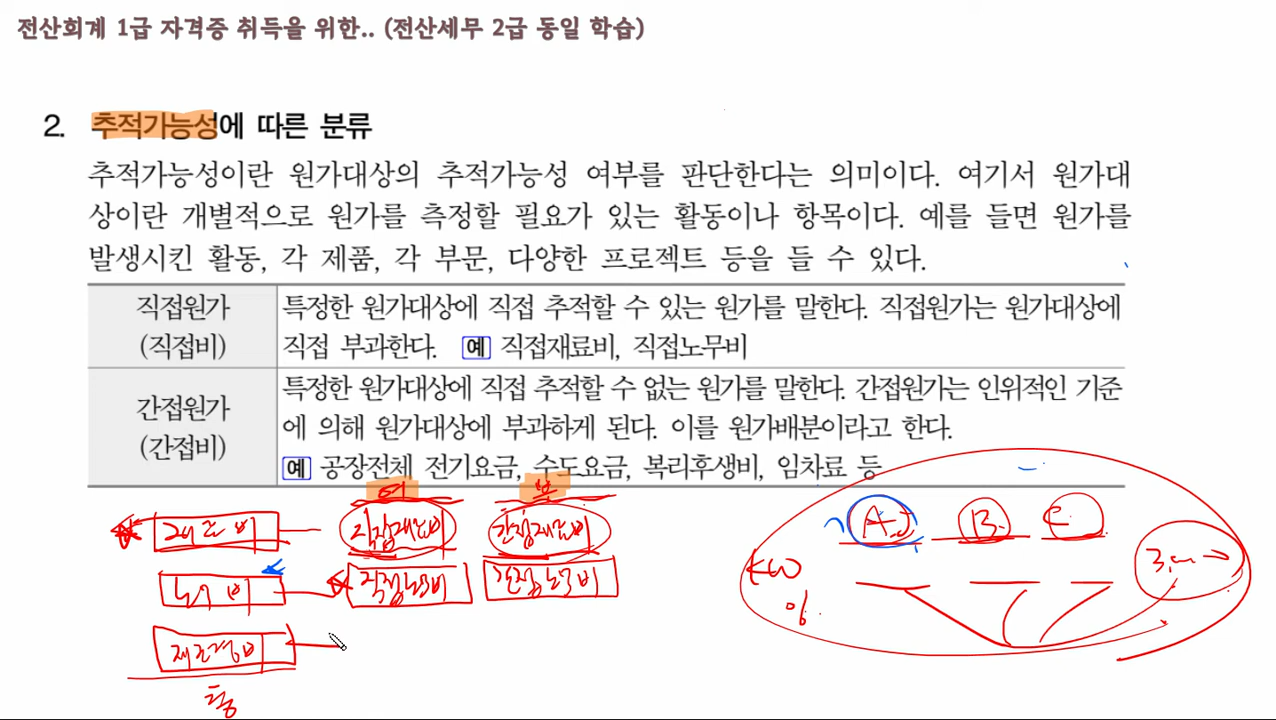 전산회계 1급 자격증 취득을 위한.. (전산세무 2급 동일 학습)
2. 추적가능성에 따른 분류
추적가능성이란 원가대상의 추적가능성 여부를 판단한다는 의미이다. 여기서 원가대
상이란 개별적으로 원가를 측정할 필요가 있는 활동이나 항목이다. 예를 들면 원가를
발생시킨 활동, 각 제품, 각 부문, 다양한 프로젝트 등을 들 수 있다.
직접원가
(직접비)
특정한 원가대상에 직접 추적할 수 있는 원가를 말한다. 직접원가는 원가대상에
직접 부과한다. 예 직접재료비, 직접노무비
간접원가
(간접비)
특정한 원가대상에 직접 추적할 수 없는 원가를 말한다. 간접원가는 인위적인 기준
에 의해 원가대상에 부과하게 된다. 이를 원가배분이라고 한다.
예 공장전체 전기요금, 수도요금, 복리후생비, 임차료 등
재료비 직접재료비 간접재료비
노무비 직접노무비 간접노무비
제조경비
A B C
kw
%